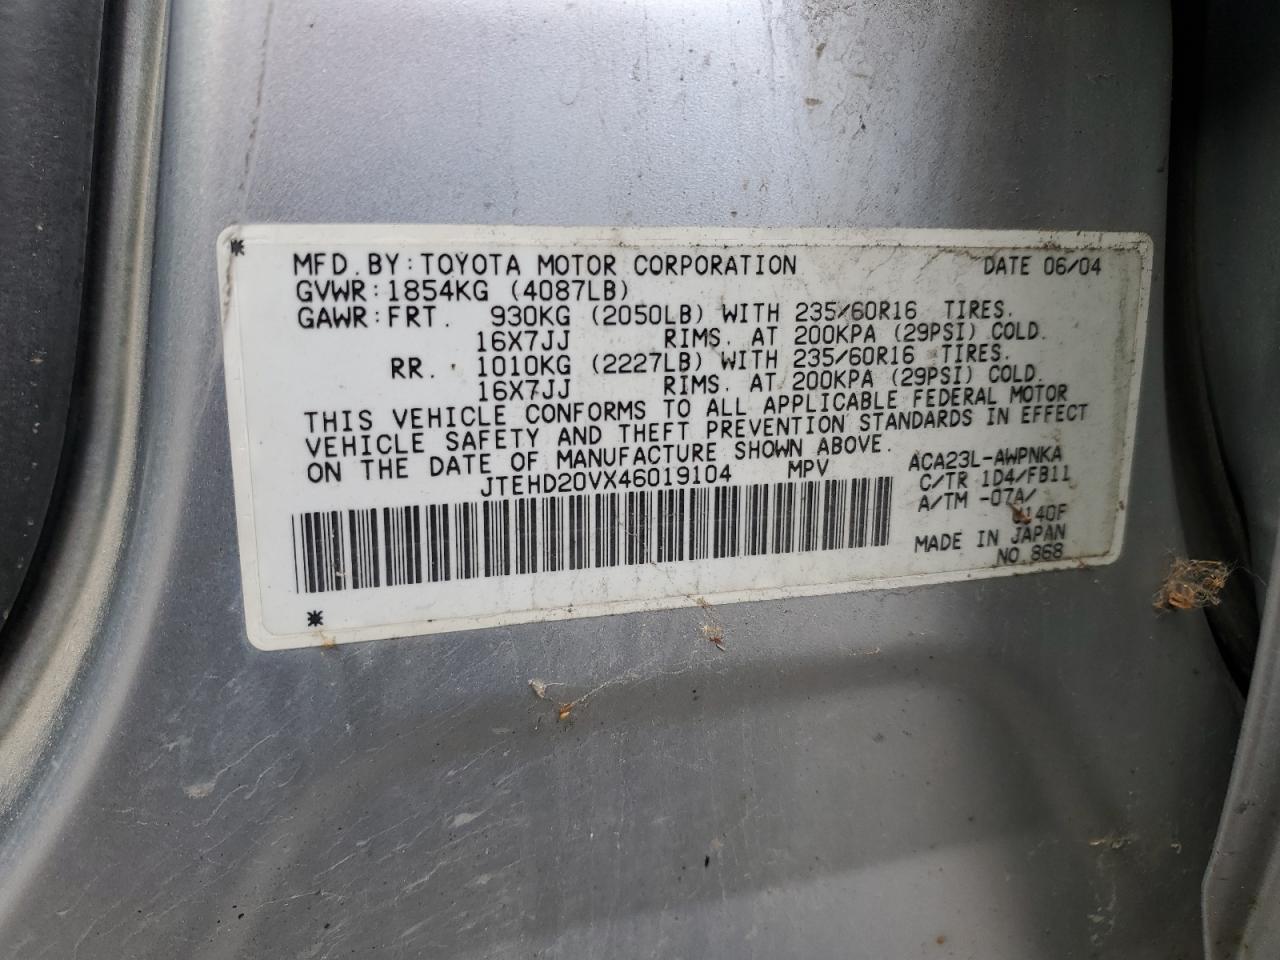 MFD. BY: TOYOTA MOTOR CORPORATION DATE 06/04
GVWR: 1854KG (4087LB)
GAWR: FRT. 930KG (2050LB) WITH 235/60R16 TIRES.
16X7JJ RIMS. AT 200KPA (29PSI) COLD.
RR. 1010KG (2227LB) WITH 235/60R16 TIRES.
16X7JJ RIMS. AT 200KPA (29PSI) COLD.
THIS VEHICLE CONFORMS TO ALL APPLICABLE FEDERAL MOTOR
VEHICLE SAFETY AND THEFT PREVENTION STANDARDS IN EFFECT
ON THE DATE OF MANUFACTURE SHOWN ABOVE.
JTEHD20VX46019104 MPV
ACA23L-AWPNKA
C/TR 1D4/FB11
A/TM -07A/
U140F
MADE IN JAPAN
NO.868